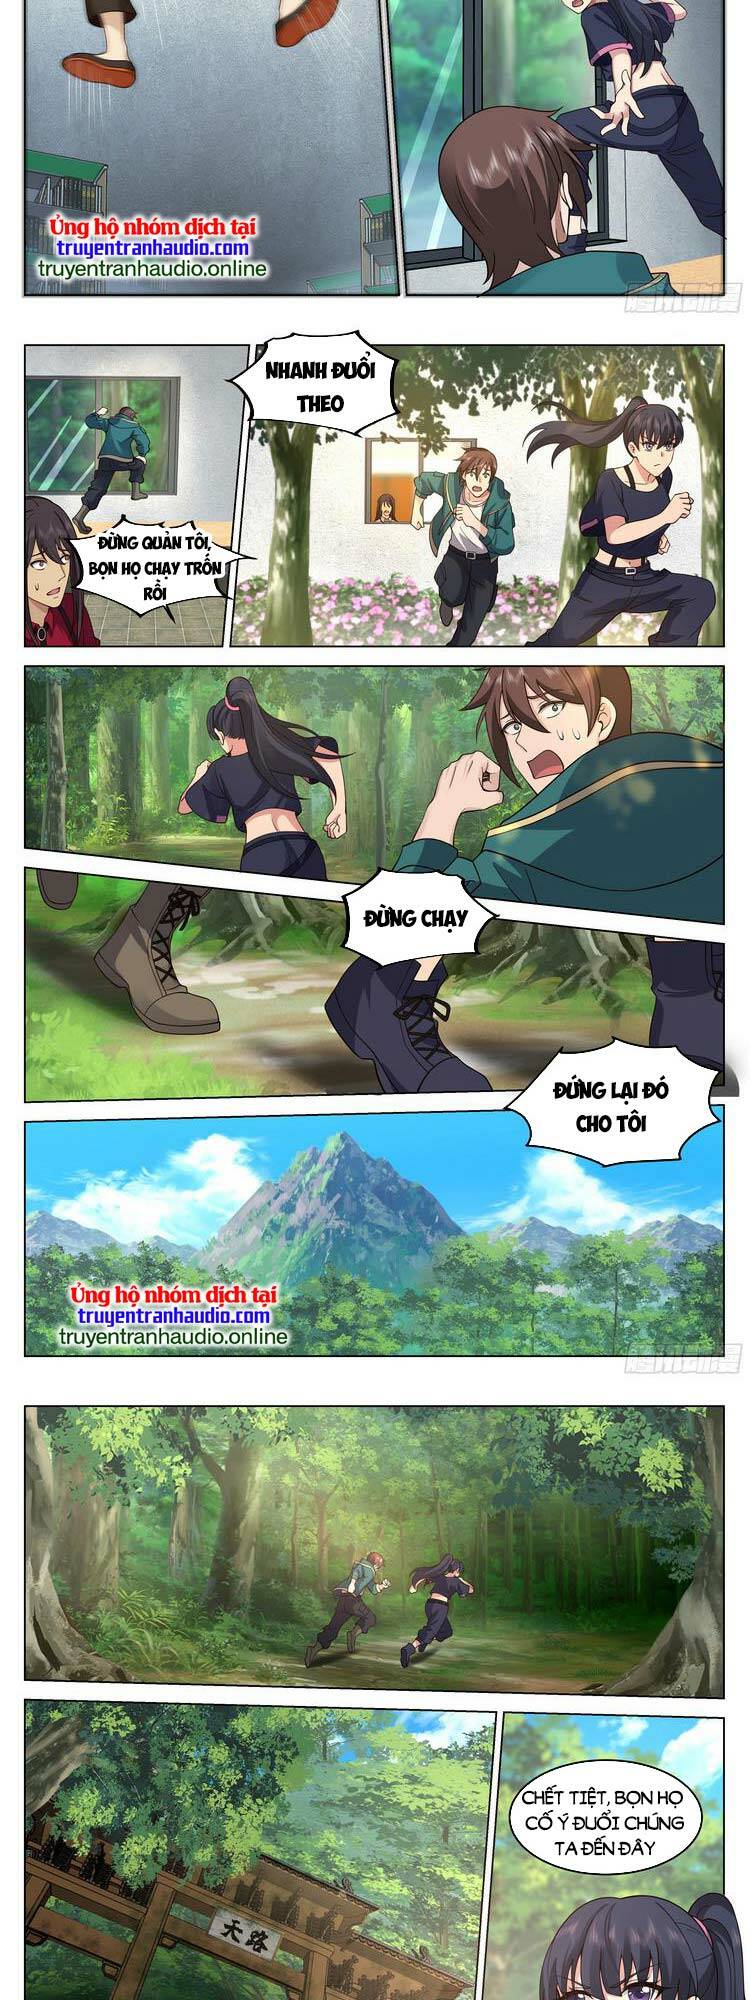 Ủng hộ nhóm dịch tại
truyentranhaudio.com
truyentranhaudio.online
NHANH ĐUỔI
THEO
ĐỪNG QUẢN TÔI,
BỌN HỌ CHẠY TRỐN
RỒI
ĐỪNG CHẠY
ĐỨNG LẠI ĐÓ
CHO TÔI
Ủng hộ nhóm dịch tại
truyentranhaudio.com
truyentranhaudio.online
CHẾT TIỆT, BỌN HỌ
CỐ Ý ĐUỔI CHÚNG
TA ĐẾN ĐÂY
天路